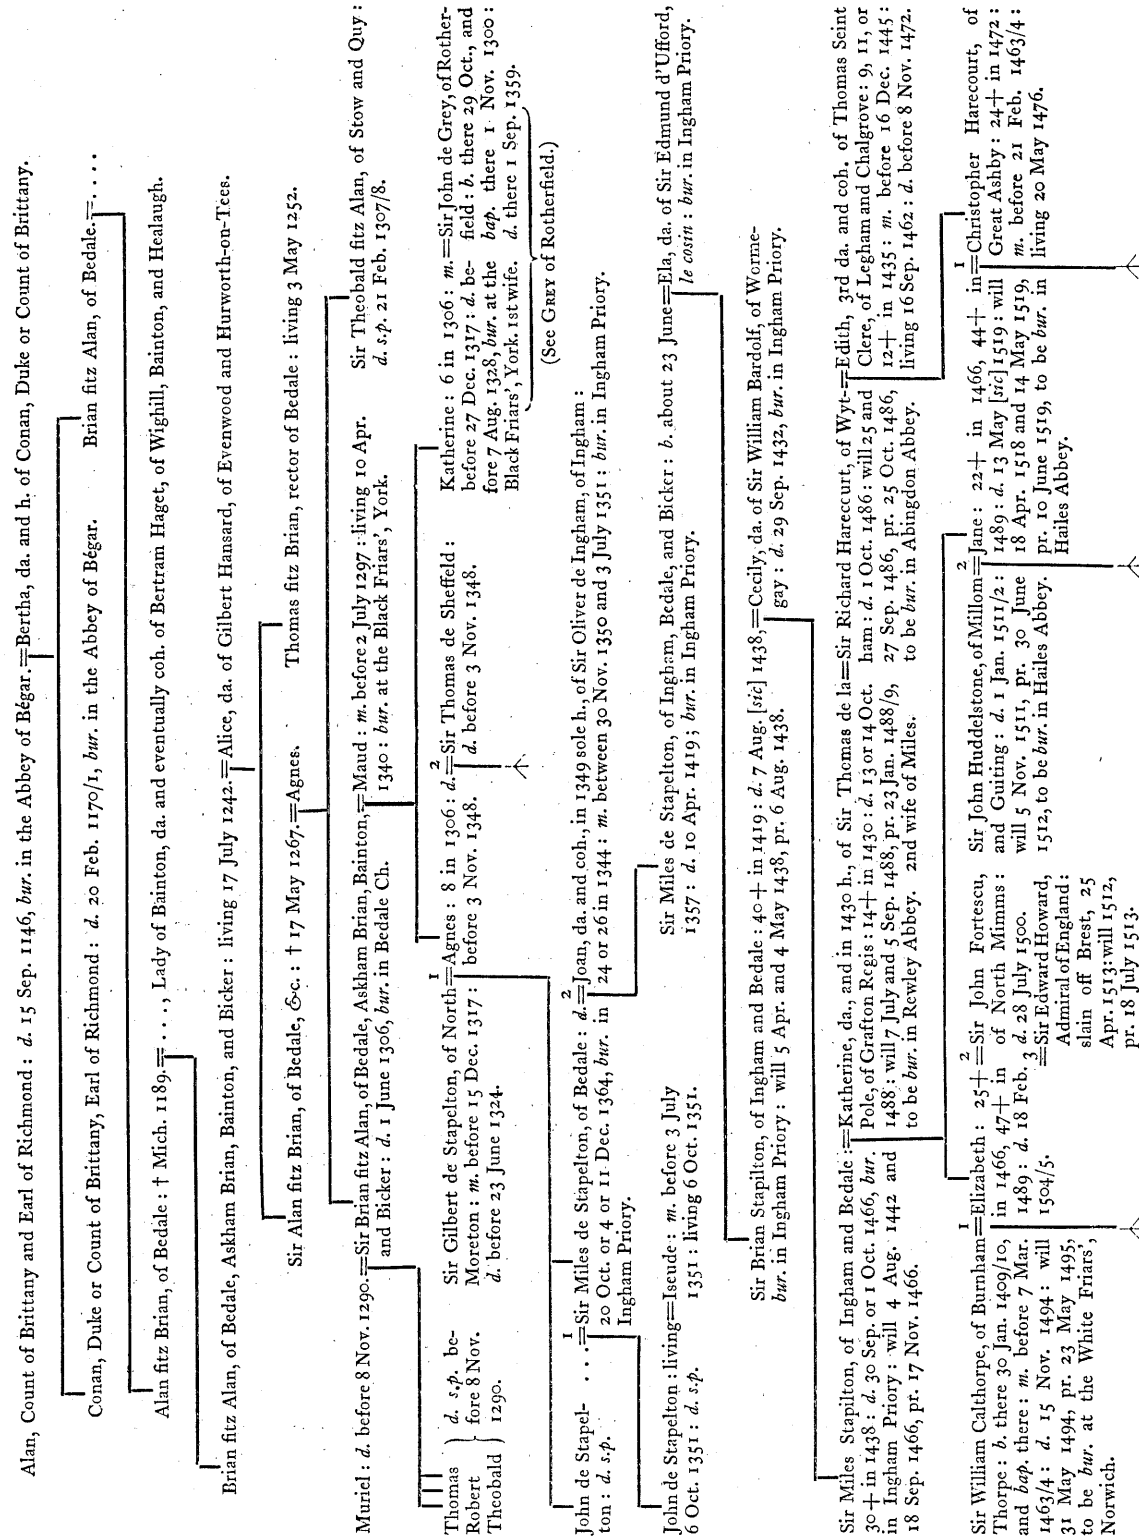 Alan, Count of Brittany and Earl of Richmond : d. 15 Sep. 1146, bur. in the Abbey of Bégar.=Bertha, da. and h. of Conan, Duke or Count of Brittany.
Conan, Duke or Count of Brittany, Earl of Richmond : d. 20 Feb. 1170/1, bur. in the Abbey of Bégar.
Brian fitz Alan, of Bedale.=....
Alan fitz Brian, of Bedale : † Mich. 1189.=...., Lady of Bainton, da. and eventually coh. of Bertram Haget, of Wighill, Bainton, and Healaugh.
Brian fitz Alan, of Bedale, Askham Brian, Bainton, and Bicker : living 17 July 1242.=Alice, da. of Gilbert Hansard, of Evenwood and Hurworth-on-Tees.
Sir Alan fitz Brian, of Bedale, &c. : † 17 May 1267.=Agnes.
Thomas fitz Brian, rector of Bedale : living 3 May 1252.
Muriel : d. before 8 Nov. 1290.=Sir Brian fitz Alan, of Bedale, Askham Brian, Bainton,=Maud : m. before 2 July 1297 : living 10 Apr.
and Bicker : d. 1 June 1306, bur. in Bedale Ch.
1340 : bur. at the Black Friars', York.
Sir Theobald fitz Alan, of Stow and Quy :
d. s.p. 21 Feb. 1307/8.
Thomas
Robert
Theobald
d. s.p. be-
fore 8 Nov.
1290.
Sir Gilbert de Stapelton, of North
Moreton : m. before 15 Dec. 1317 :
d. before 23 June 1324.
1
=Agnes : 8 in 1306 : d.
before 3 Nov. 1348.
2
=Sir Thomas de Sheffeld :
d. before 3 Nov. 1348.
Katherine : 6 in 1306 : m.
before 27 Dec. 1317 : d. be-
fore 7 Aug. 1328, bur. at the
Black Friars', York. 1st wife.
=Sir John de Grey, of Rother-
field : b. there 29 Oct., and
bap. there 1 Nov. 1300 :
d. there 1 Sep. 1359.
(See GREY of Rotherfield.)
John de Stapel-
ton : d. s.p.
. . .
1
=Sir Miles de Stapelton, of Bedale : d.
20 Oct. or 4 or 11 Dec. 1364, bur. in
Ingham Priory.
2
=Joan, da. and coh., in 1349 sole h., of Sir Oliver de Ingham, of Ingham :
24 or 26 in 1344 : m. between 30 Nov. 1350 and 3 July 1351 : bur. in Ingham Priory.
John de Stapelton : living
6 Oct. 1351 : d. s.p.
=Iseude : m. before 3 July
1351 : living 6 Oct. 1351.
Sir Miles de Stapelton, of Ingham, Bedale, and Bicker : b. about 23 June
1357 : d. 10 Apr. 1419 ; bur. in Ingham Priory.
=Ela, da. of Sir Edmund d'Ufford,
le cosin : bur. in Ingham Priory.
Sir Brian Stapilton, of Ingham and Bedale : 40+ in 1419 : d. 7 Aug. [sic] 1438,
bur. in Ingham Priory : will 5 Apr. and 4 May 1438, pr. 6 Aug. 1438.
=Cecily, da. of Sir William Bardolf, of Worme-
gay : d. 29 Sep. 1432, bur. in Ingham Priory.
Sir Miles Stapilton, of Ingham and Bedale :
30+ in 1438 : d. 30 Sep. or 1 Oct. 1466, bur.
in Ingham Priory : will 4 Aug. 1442 and
18 Sep. 1466, pr. 17 Nov. 1466.
=Katherine, da., and in 1430 h., of Sir Thomas de la
Pole, of Grafton Regis : 14+ in 1430 : d. 13 or 14 Oct.
1488 : will 7 July and 5 Sep. 1488, pr. 23 Jan. 1488/9,
to be bur. in Rewley Abbey. 2nd wife of Miles.
=Sir Richard Harecourt, of Wyt-
ham : d. 1 Oct. 1486 : will 25 and
27 Sep. 1486, pr. 25 Oct. 1486,
to be bur. in Abingdon Abbey.
=Edith, 3rd da. and coh. of Thomas Seint
Clere, of Legham and Chalgrove : 9, 11, or
12+ in 1435 : m. before 16 Dec. 1445 :
living 16 Sep. 1462 : d. before 8 Nov. 1472.
Sir William Calthorpe, of Burnham
Thorpe : b. there 30 Jan. 1409/10,
and bap. there : m. before 7 Mar.
1463/4 : d. 15 Nov. 1494 : will
31 May 1494, pr. 23 May 1495,
to be bur. at the White Friars',
Norwich.
1
=Elizabeth : 25+
in 1466, 47+ in
1489 : d. 18 Feb.
1504/5.
2
=Sir John Fortescu,
of North Mimms :
d. 28 July 1500.
3
=Sir Edward Howard,
Admiral of England :
slain off Brest, 25
Apr. 1513: will 1512,
pr. 18 July 1513.
Sir John Huddelstone, of Millom
and Guiting : d. 1 Jan. 1511/2 :
will 5 Nov. 1511, pr. 30 June
1512, to be bur. in Hailes Abbey.
2
=Jane : 22+ in 1466, 44+ in
1489 : d. 13 May [sic] 1519 : will
18 Apr. 1518 and 14 May 1519,
pr. 10 June 1519, to be bur. in
Hailes Abbey.
1
=Christopher Harecourt, of
Great Ashby : 24+ in 1472 :
m. before 21 Feb. 1463/4 :
living 20 May 1476.